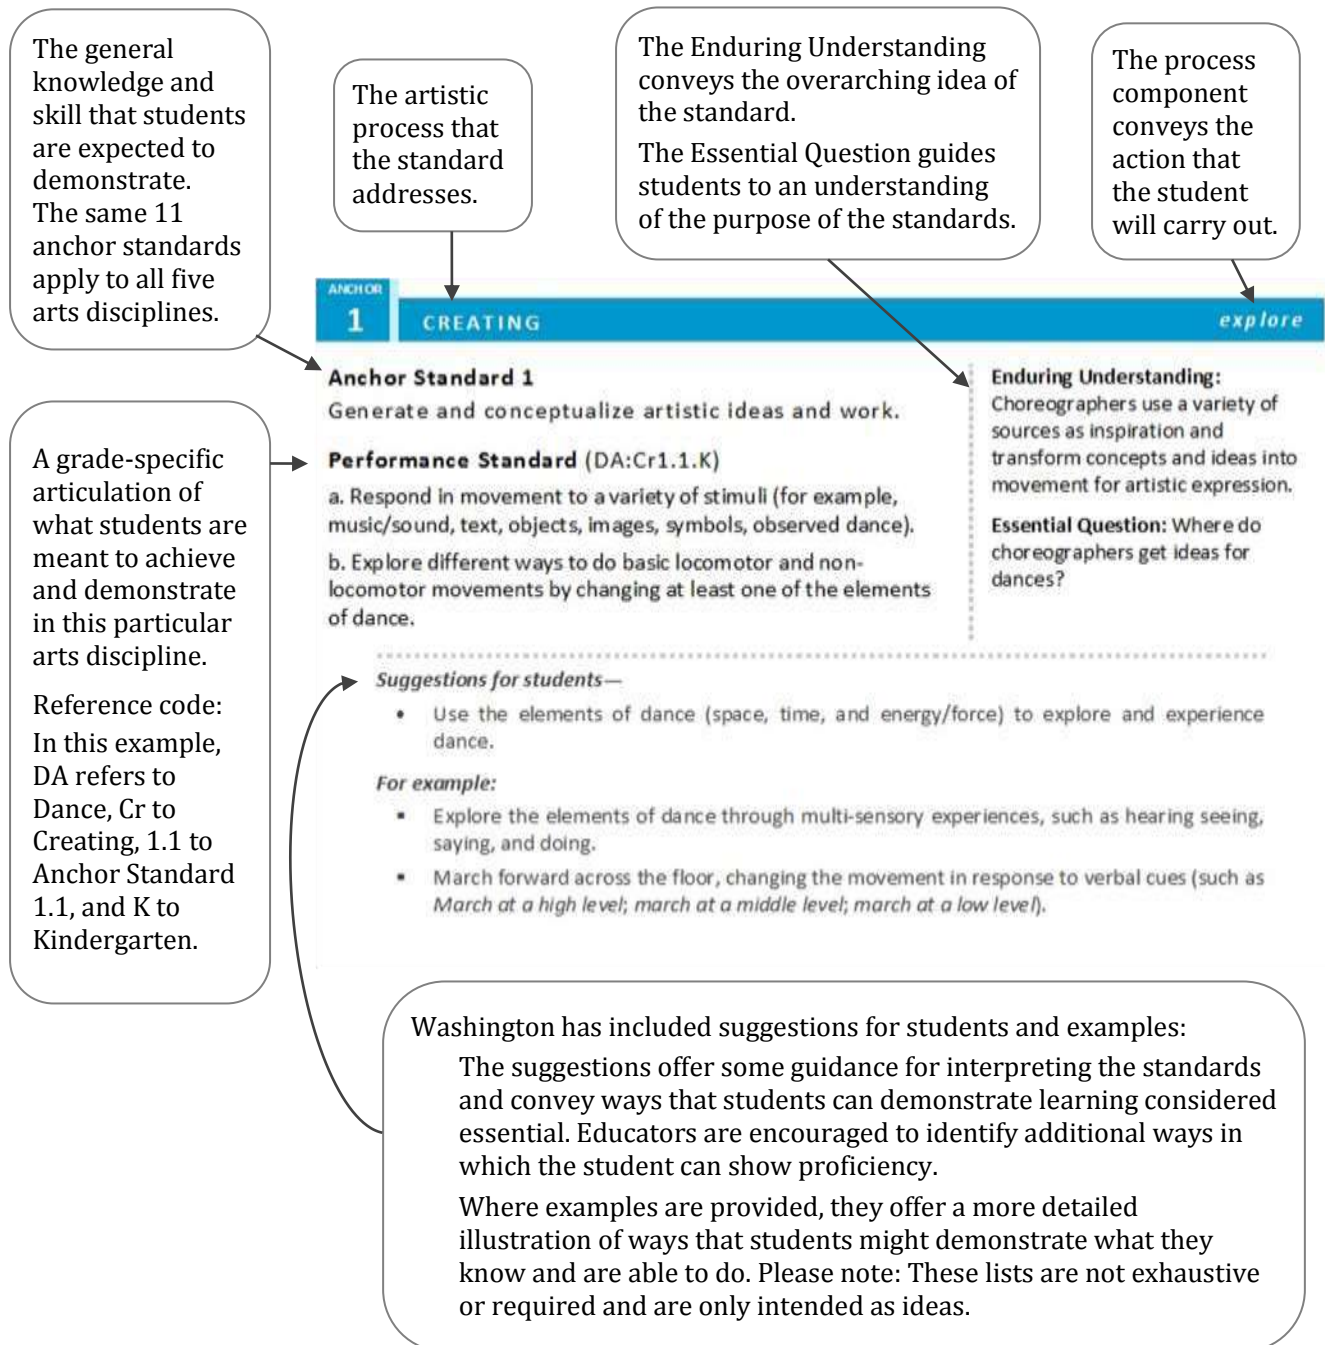 The general
knowledge and
skill that students
are expected to
demonstrate.
The same 11
anchor standards
apply to all five
arts disciplines.
The artistic
process that
the standard
addresses.
The Enduring Understanding
conveys the overarching idea of
the standard.
The Essential Question guides
students to an understanding
of the purpose of the standards.
The process
component
conveys the
action that
the student
will carry out.
ANCHOR
1 CREATING explore
Anchor Standard 1
Generate and conceptualize artistic ideas and work.
Performance Standard (DA:Cr1.1.K)
a. Respond in movement to a variety of stimuli (for example,
music/sound, text, objects, images, symbols, observed dance).
b. Explore different ways to do basic locomotor and non-
locomotor movements by changing at least one of the elements
of dance.
Enduring Understanding:
Choreographers use a variety of
sources as inspiration and
transform concepts and ideas into
movement for artistic expression.
Essential Question: Where do
choreographers get ideas for
dances?
A grade-specific
articulation of
what students are
meant to achieve
and demonstrate
in this particular
arts discipline.
Reference code:
In this example,
DA refers to
Dance, Cr to
Creating, 1.1 to
Anchor Standard
1.1, and K to
Kindergarten.
Suggestions for students—
• Use the elements of dance (space, time, and energy/force) to explore and experience
dance.
For example:
▪ Explore the elements of dance through multi-sensory experiences, such as hearing seeing,
saying, and doing.
▪ March forward across the floor, changing the movement in response to verbal cues (such as
March at a high level; march at a middle level; march at a low level).
Washington has included suggestions for students and examples:
The suggestions offer some guidance for interpreting the standards
and convey ways that students can demonstrate learning considered
essential. Educators are encouraged to identify additional ways in
which the student can show proficiency.
Where examples are provided, they offer a more detailed
illustration of ways that students might demonstrate what they
know and are able to do. Please note: These lists are not exhaustive
or required and are only intended as ideas.